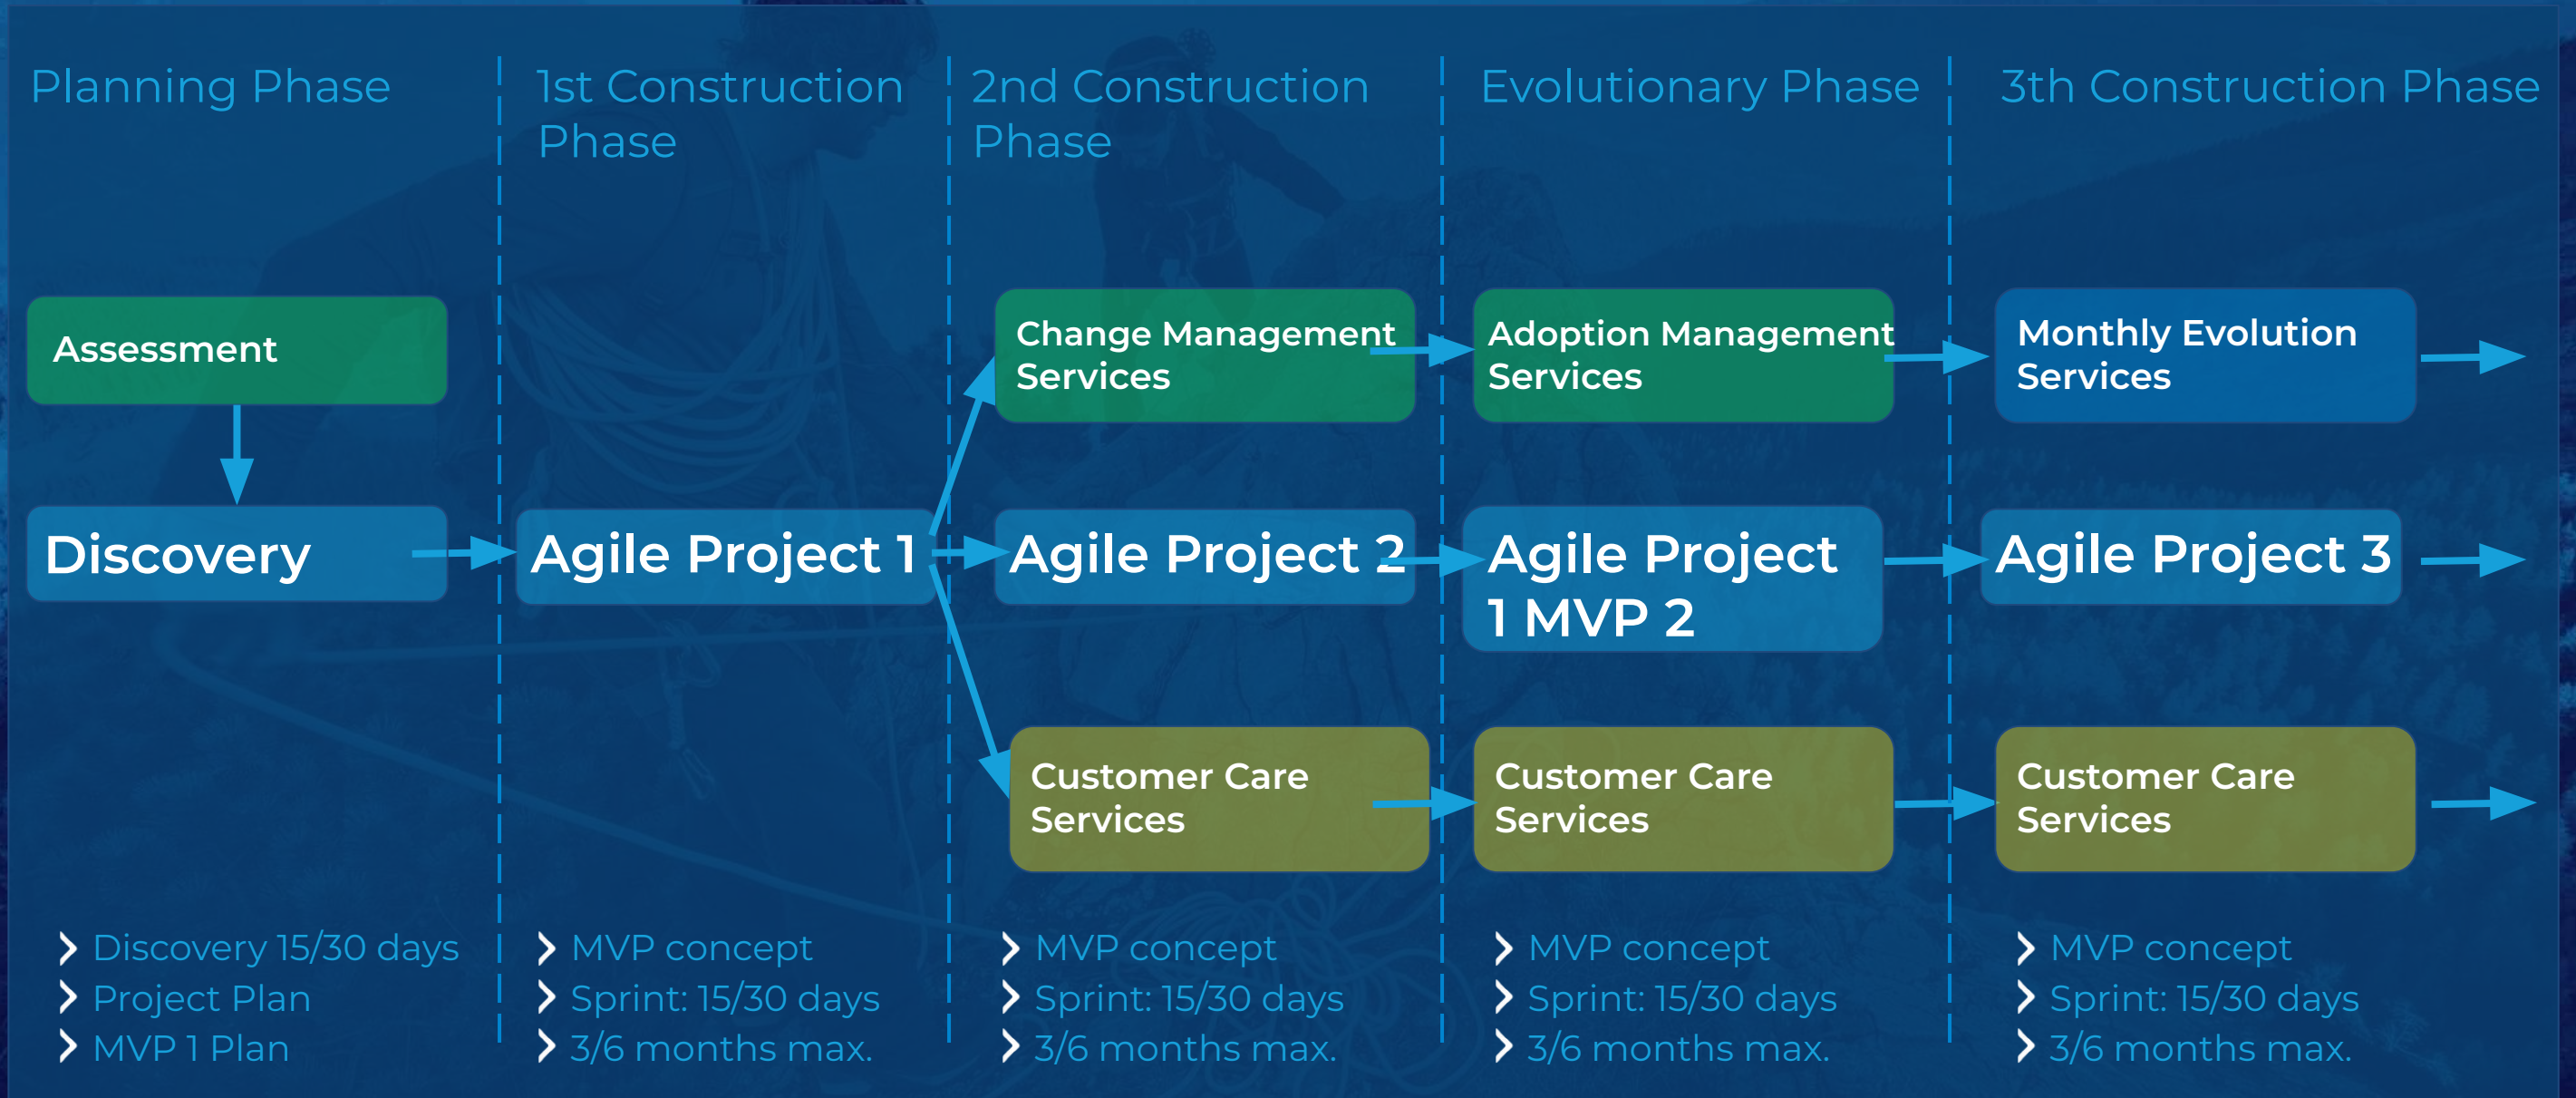 Planning Phase
1st Construction
Phase
2nd Construction
Phase
Evolutionary Phase
3th Construction Phase
Assessment
Change Management
Services
Adoption Management
Services
Monthly Evolution
Services
Discovery
Agile Project 1
Agile Project 2
Agile Project
1 MVP 2
Agile Project 3
Customer Care
Services
Customer Care
Services
Customer Care
Services
Discovery 15/30 days
Project Plan
MVP 1 Plan
MVP concept
Sprint: 15/30 days
3/6 months max.
MVP concept
Sprint: 15/30 days
3/6 months max.
MVP concept
Sprint: 15/30 days
3/6 months max.
MVP concept
Sprint: 15/30 days
3/6 months max.